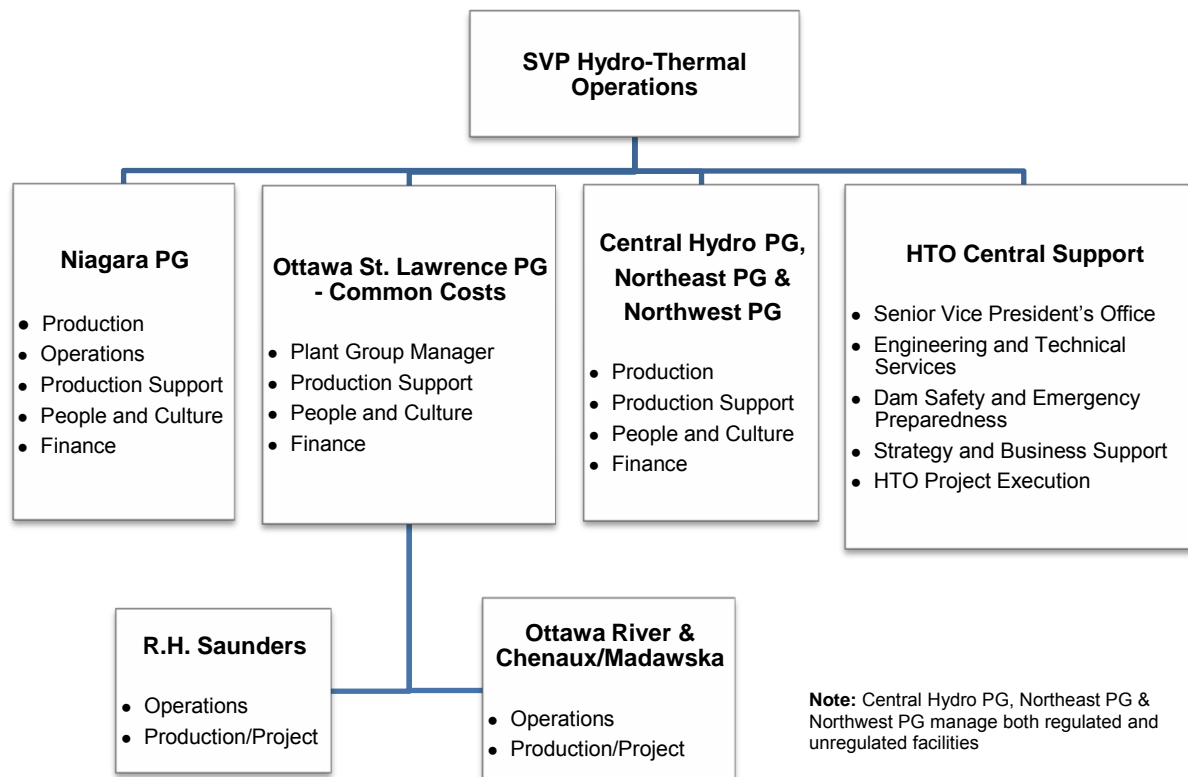 SVP Hydro-Thermal
Operations
Niagara PG
• Production
• Operations
• Production Support
• People and Culture
• Finance
Ottawa St. Lawrence PG
- Common Costs
• Plant Group Manager
• Production Support
• People and Culture
• Finance
Central Hydro PG,
Northeast PG &
Northwest PG
• Production
• Production Support
• People and Culture
• Finance
HTO Central Support
• Senior Vice President’s Office
• Engineering and Technical
Services
• Dam Safety and Emergency
Preparedness
• Strategy and Business Support
• HTO Project Execution
R.H. Saunders
• Operations
• Production/Project
Ottawa River &
Chenaux/Madawska
• Operations
• Production/Project
Note: Central Hydro PG, Northeast PG &
Northwest PG manage both regulated and
unregulated facilities